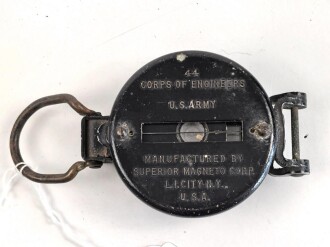 44
CORPS OF ENGINEERS
U.S. ARMY
MANUFACTURED BY
SUPERIOR MAGNETO CORP.
L.I.CITY N.Y.
U.S.A.